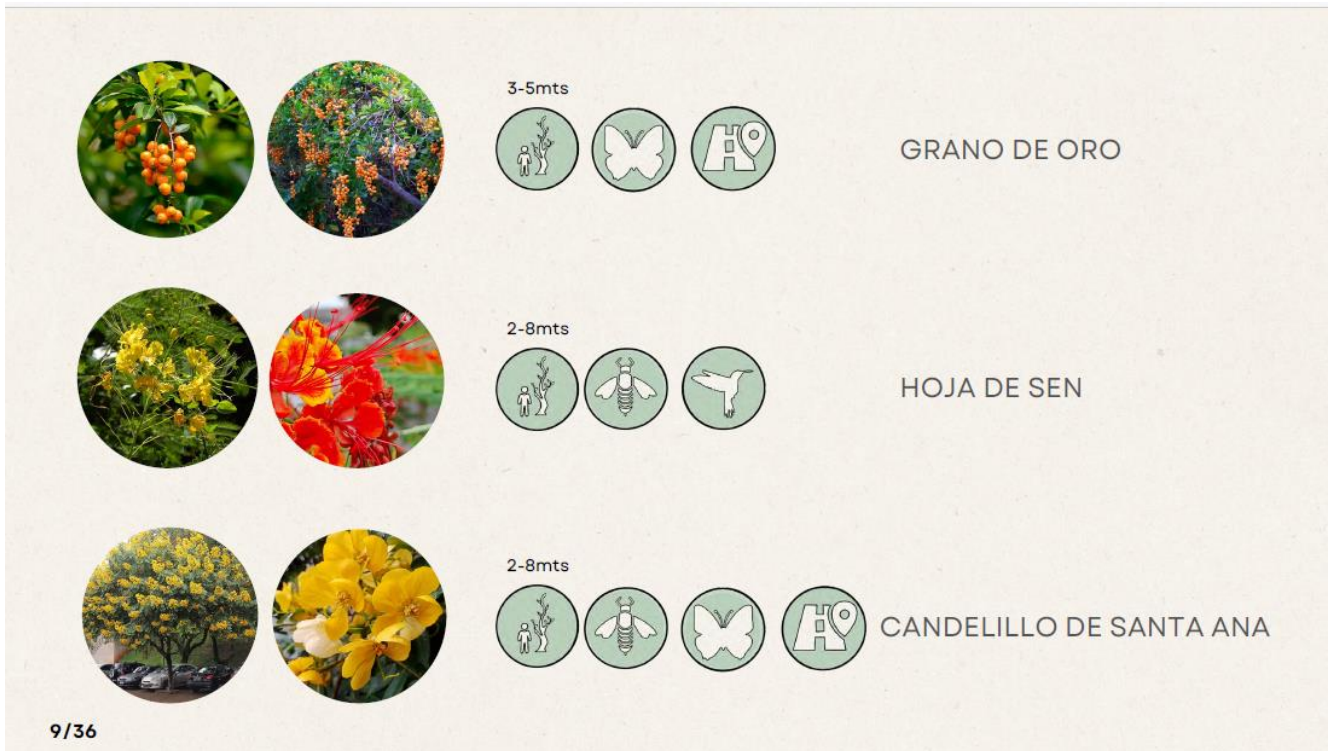 3-5mts
GRANO DE ORO
2-8mts
HOJA DE SEN
2-8mts
CANDELILLO DE SANTA ANA
9/36